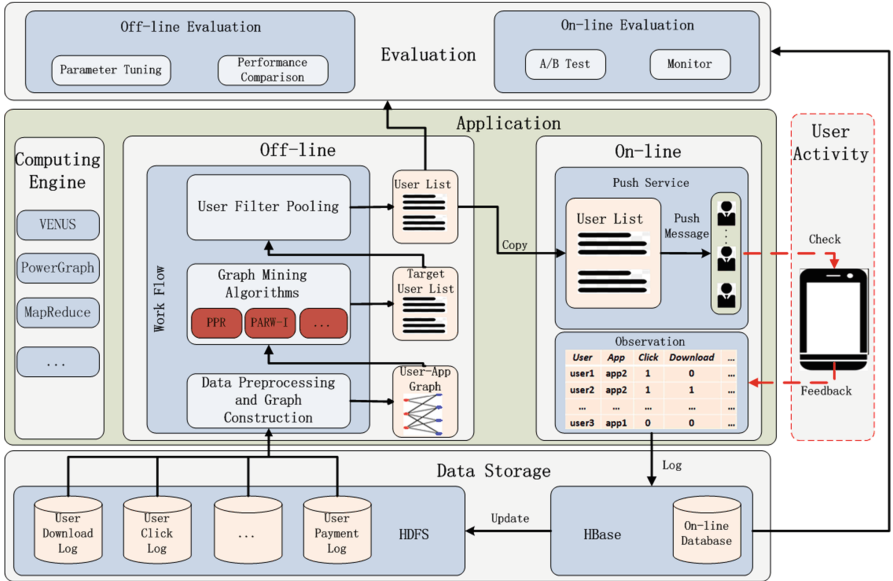 Off-line Evaluation
Parameter Tuning
Performance
Comparison
Evaluation
On-line Evaluation
A/B Test
Monitor
Application
Computing
Engine
VENUS
PowerGraph
MapReduce
...
Off-line
Work Flow
User Filter Pooling
User List
Graph Mining
Algorithms
PPR
PARW-I
...
Target
User List
Data Preprocessing
and Graph
Construction
User-App
Graph
Copy
On-line
Push Service
User List
Push
Message
Observation
User App Click Download ...
user1 app2 1 0 ...
user2 app2 1 1 ...
... ... ... ... ...
user3 app1 0 0 ...
User
Activity
Check
Feedback
Log
Data Storage
User
Download
Log
User
Click
Log
...
User
Payment
Log
HDFS
Update
HBase
On-line
Database